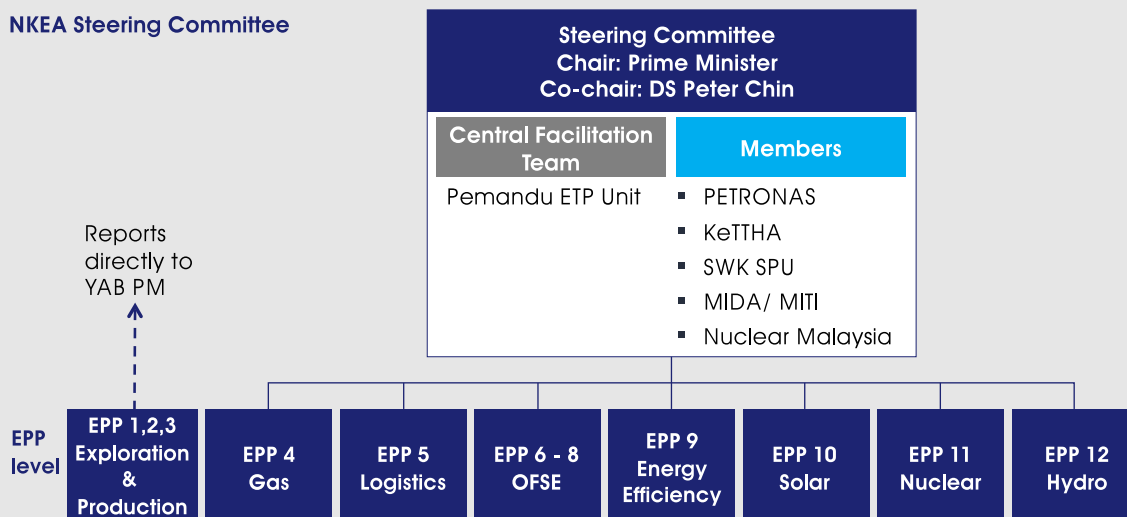 NKEA Steering Committee
Steering Committee
Chair: Prime Minister
Co-chair: DS Peter Chin
Central Facilitation
Team
Members
Pemandu ETP Unit
▪ PETRONAS
▪ KeTTHA
▪ SWK SPU
▪ MIDA/ MITI
▪ Nuclear Malaysia
Reports
directly to
YAB PM
EPP
level
EPP 1,2,3
Exploration
&
Production
EPP 4
Gas
EPP 5
Logistics
EPP 6 - 8
OFSE
EPP 9
Energy
Efficiency
EPP 10
Solar
EPP 11
Nuclear
EPP 12
Hydro